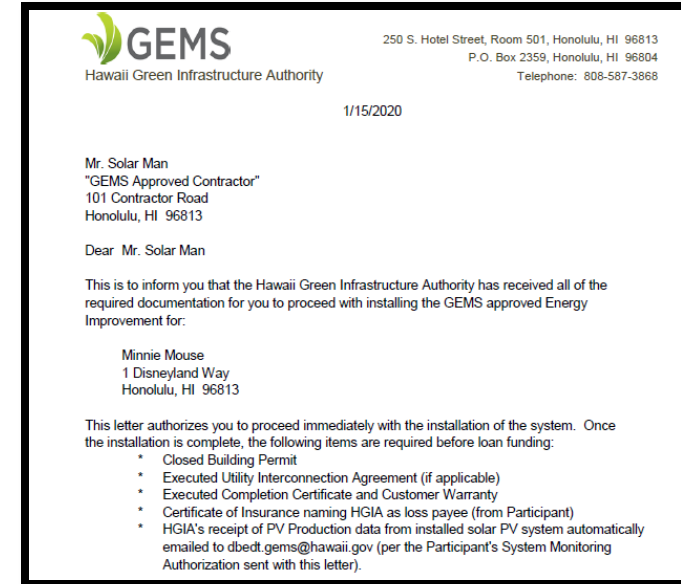 GEMS
Hawaii Green Infrastructure Authority
250 S. Hotel Street, Room 501, Honolulu, HI 96813
P.O. Box 2359, Honolulu, HI 96804
Telephone: 808-587-3868
1/15/2020
Mr. Solar Man
"GEMS Approved Contractor"
101 Contractor Road
Honolulu, HI 96813
Dear Mr. Solar Man
This is to inform you that the Hawaii Green Infrastructure Authority has received all of the
required documentation for you to proceed with installing the GEMS approved Energy
Improvement for:
Minnie Mouse
1 Disneyland Way
Honolulu, HI 96813
This letter authorizes you to proceed immediately with the installation of the system. Once
the installation is complete, the following items are required before loan funding:
* Closed Building Permit
* Executed Utility Interconnection Agreement (if applicable)
* Executed Completion Certificate and Customer Warranty
* Certificate of Insurance naming HGIA as loss payee (from Participant)
* HGIA's receipt of PV Production data from installed solar PV system automatically
emailed to dbedt.gems@hawaii.gov (per the Participant's System Monitoring
Authorization sent with this letter).